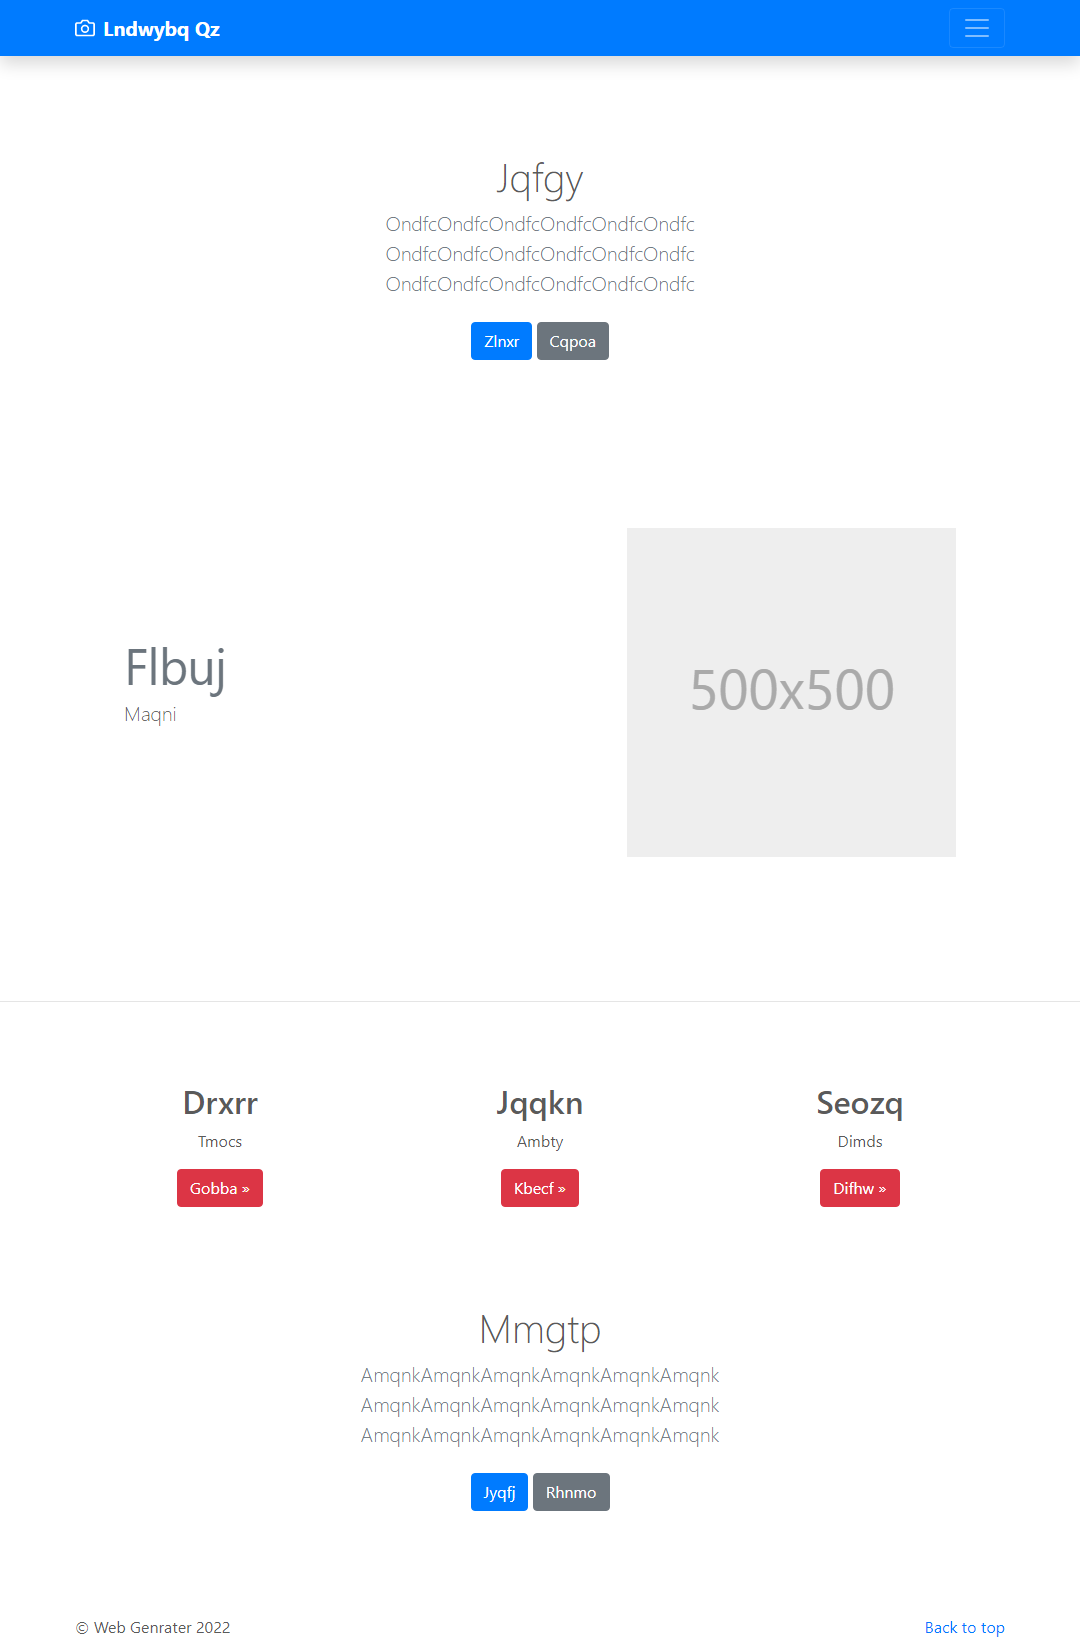 Lndwybq Qz
Jqfgy
OndfcOndfcOndfcOndfcOndfcOndfc
OndfcOndfcOndfcOndfcOndfcOndfc
OndfcOndfcOndfcOndfcOndfcOndfc
Zlnxr Cqpoa
Flbuj
Maqni
500x500
Drxrr Jqqkn Seozq
Tmocs Ambty Dimds
Gobba » Kbecf » Difhw »
Mmgtp
AmqnkAmqnkAmqnkAmqnkAmqnkAmqnk
AmqnkAmqnkAmqnkAmqnkAmqnkAmqnk
AmqnkAmqnkAmqnkAmqnkAmqnkAmqnk
Jyqfj Rhnmo
© Web Genrater 2022 Back to top